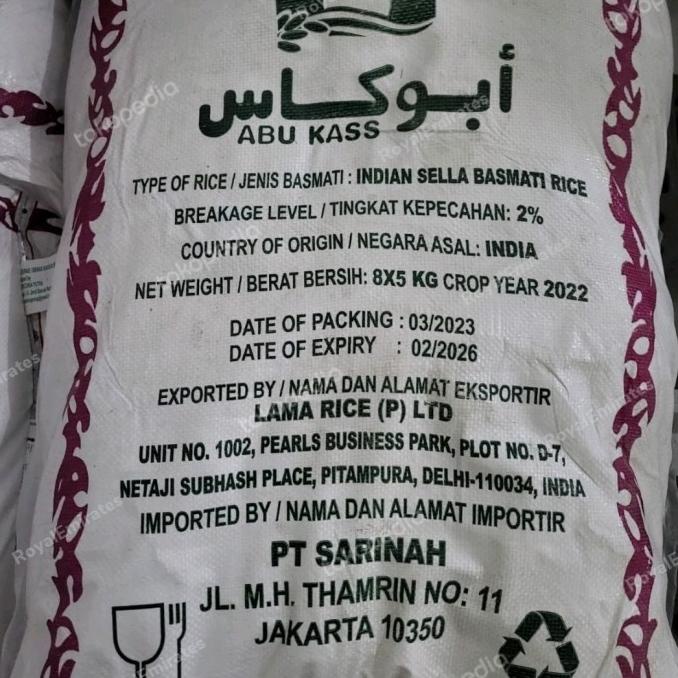 أبو كاس
ABU KASS
TYPE OF RICE / JENIS BASMATI : INDIAN SELLA BASMATI RICE
BREAKAGE LEVEL / TINGKAT KEPECAHAN: 2%
COUNTRY OF ORIGIN / NEGARA ASAL: INDIA
NET WEIGHT / BERAT BERSIH: 8X5 KG CROP YEAR 2022
DATE OF PACKING : 03/2023
DATE OF EXPIRY : 02/2026
EXPORTED BY / NAMA DAN ALAMAT EKSPORTIR
LAMA RICE (P) LTD
UNIT NO. 1002, PEARLS BUSINESS PARK, PLOT NO. D-7,
NETAJI SUBHASH PLACE, PITAMPURA, DELHI-110034, INDIA
IMPORTED BY / NAMA DAN ALAMAT IMPORTIR
PT SARINAH
JL. M.H. THAMRIN NO: 11
JAKARTA 10350
tokopedia
RoyalEmirates